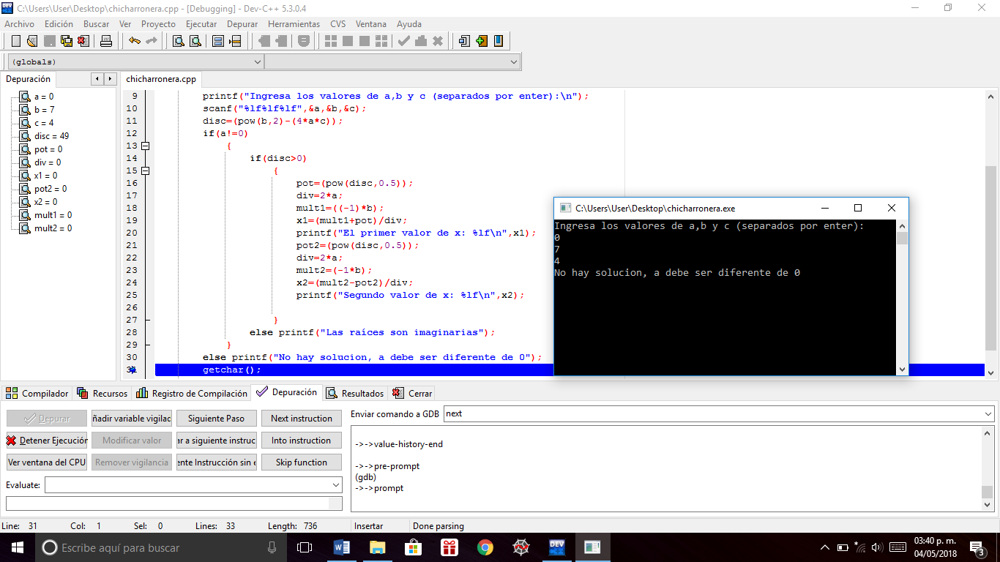 C:\Users\User\Desktop\chicharronera.cpp - [Debugging] - Dev-C++ 5.3.0.4
Archivo Edición Buscar Ver Proyecto Ejecutar Depurar Herramientas CVS Ventana Ayuda
(globals)
Depuración
chicharronera.cpp
a = 0
b = 7
c = 4
disc = 49
pot = 0
div = 0
x1 = 0
pot2 = 0
x2 = 0
mult1 = 0
mult2 = 0
9 printf("Ingresa los valores de a,b y c (separados por enter):\n");
10 scanf("%lf%lf%lf",&a,&b,&c);
11 disc=(pow(b,2)-(4*a*c));
12 if(a!=0)
13 {
14 if(disc>0)
15 {
16 pot=(pow(disc,0.5));
17 div=2*a;
18 mult1=((-1)*b);
19 x1=(mult1+pot)/div;
20 printf("El primer valor de x: %lf\n",x1);
21 pot2=(pow(disc,0.5));
22 div=2*a;
23 mult2=(-1*b);
24 x2=(mult2-pot2)/div;
25 printf("Segundo valor de x: %lf\n",x2);
26
27 }
28 else printf("Las raíces son imaginarias");
29 }
30 else printf("No hay solucion, a debe ser diferente de 0");
getchar();
C:\Users\User\Desktop\chicharronera.exe
Ingresa los valores de a,b y c (separados por enter):
0
7
4
No hay solucion, a debe ser diferente de 0
Compilador Recursos Registro de Compilación Depuración Resultados Cerrar
Depurar ñadir variable vigilad Siguiente Paso Next instruction
Detener Ejecución Modificar valor ar a siguiente instruc Into instruction
Ver ventana del CPU Remover vigilancia ente Instrucción sin e Skip function
Evaluate:
Enviar comando a GDB next
->->value-history-end
->->pre-prompt
(gdb)
->->prompt
Line: 31 Col: 1 Sel: 0 Lines: 33 Length: 736 Insertar Done parsing
Escribe aquí para buscar
DEV
03:40 p. m.
04/05/2018
3